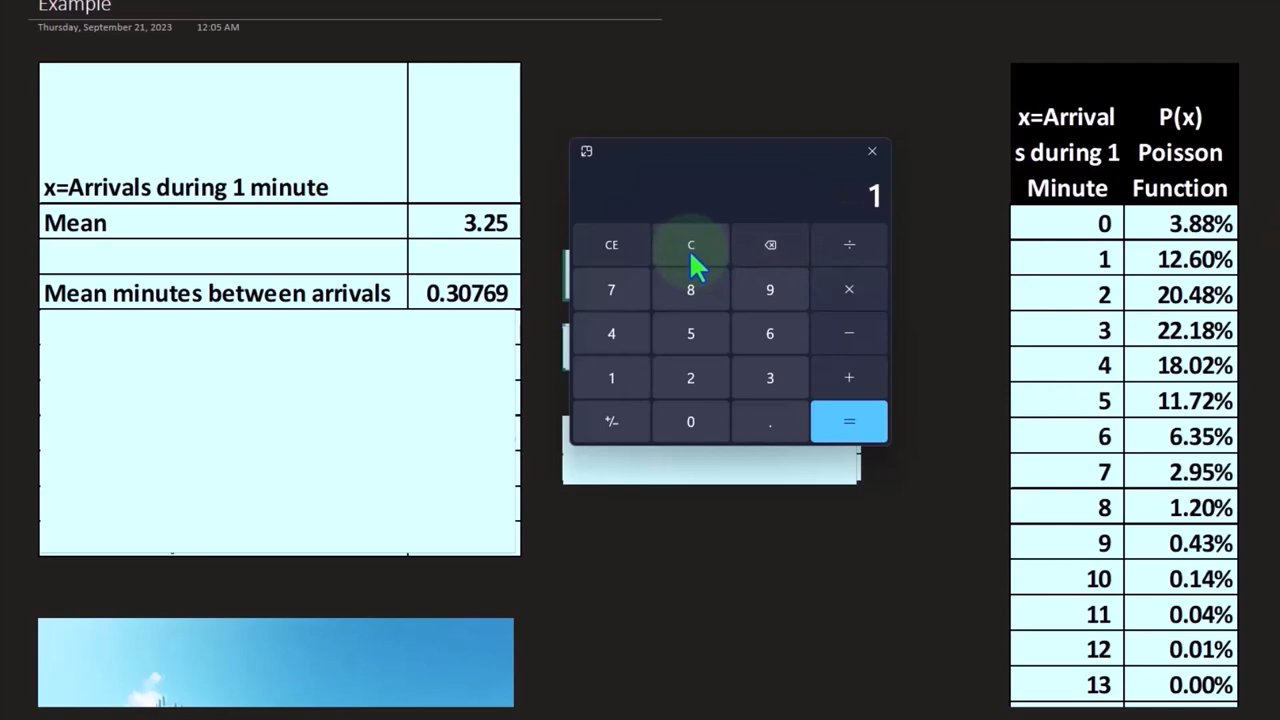 Example
Thursday, September 21, 2023 12:05 AM
x=Arrivals during 1 minute
Mean 3.25
Mean minutes between arrivals 0.30769
1
CE C ÷
7 8 9 ×
4 5 6 −
1 2 3 +
+/− 0 . =
x=Arrival
s during 1
Minute
P(x)
Poisson
Function
0 3.88%
1 12.60%
2 20.48%
3 22.18%
4 18.02%
5 11.72%
6 6.35%
7 2.95%
8 1.20%
9 0.43%
10 0.14%
11 0.04%
12 0.01%
13 0.00%